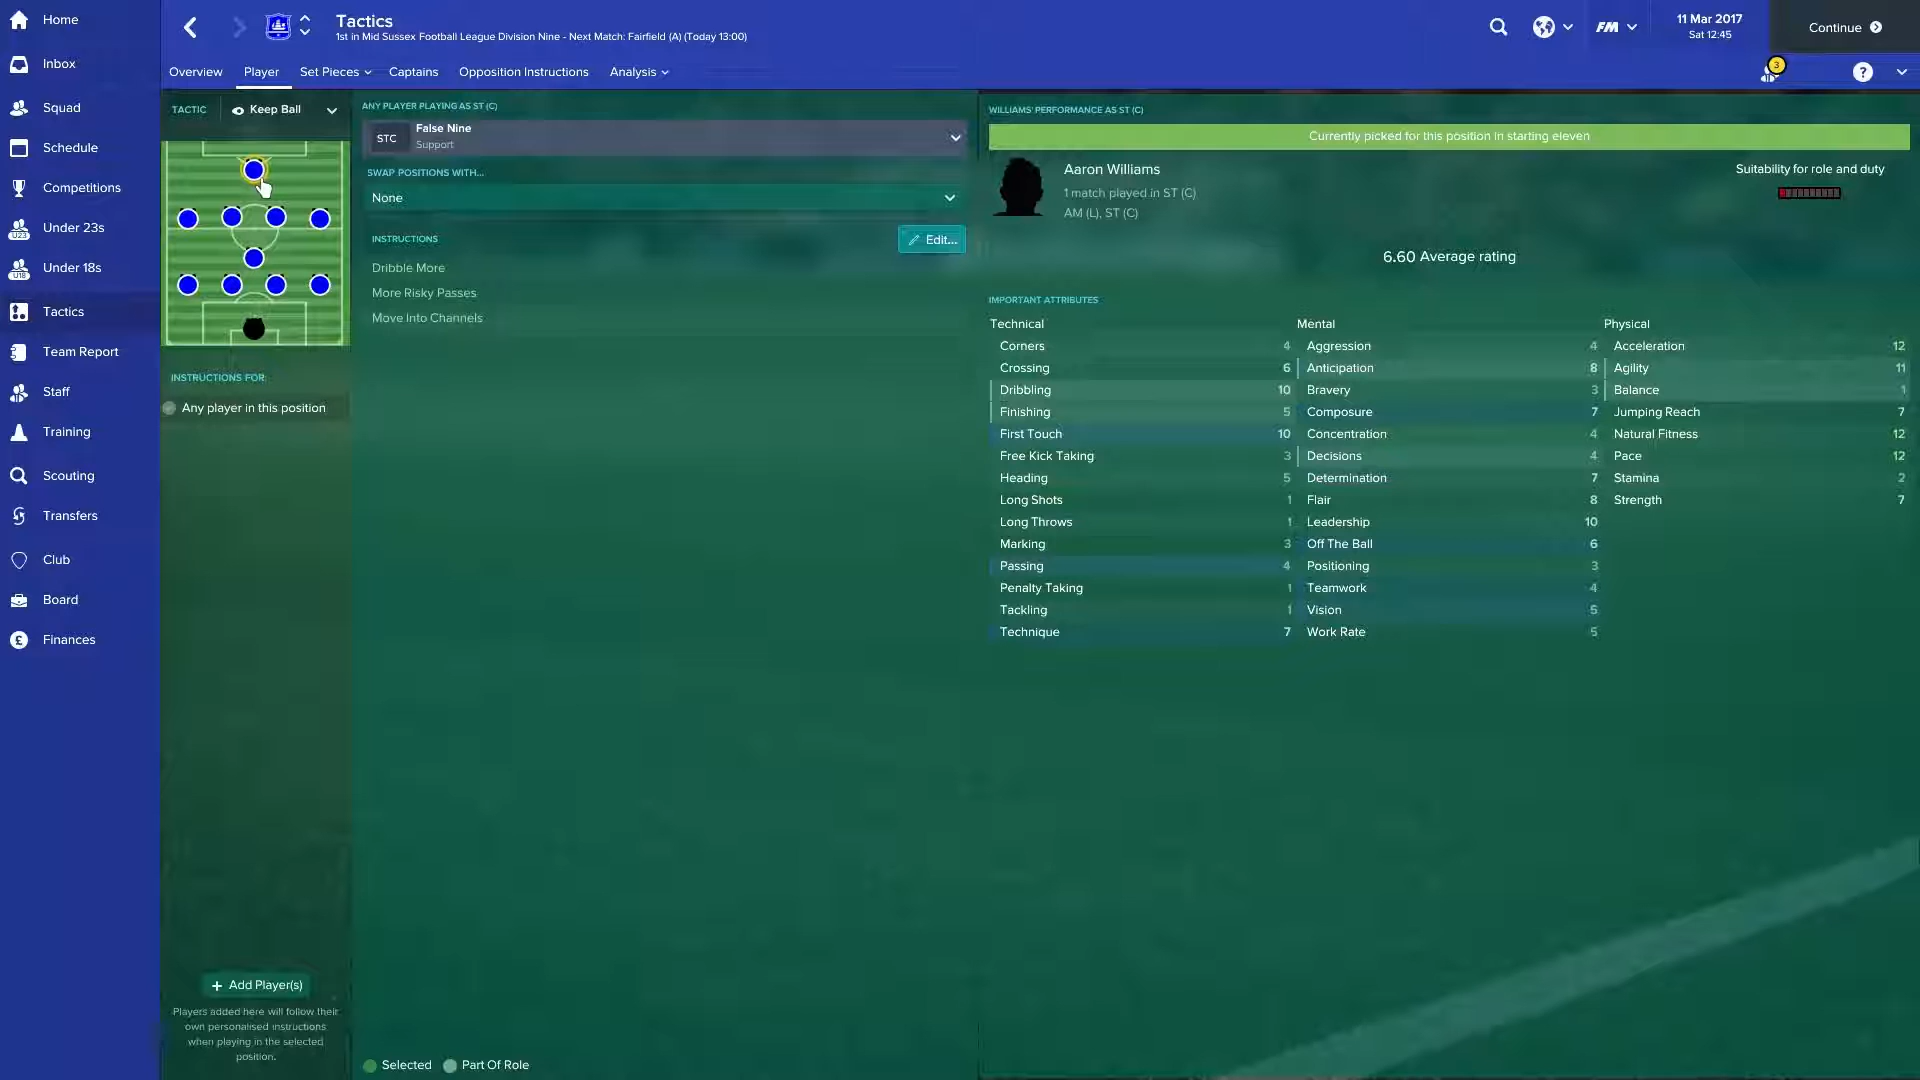 Home
Inbox
Squad
Schedule
Competitions
Under 23s
Under 18s
Tactics
Team Report
Staff
Training
Scouting
Transfers
Club
Board
Finances
Tactics
1st in Mid Sussex Football League Division Nine - Next Match: Fairfield (A) (Today 13:00)
FM
11 Mar 2017
Sat 12:45
Continue
Overview
Player
Set Pieces
Captains
Opposition Instructions
Analysis
3
?
TACTIC
Keep Ball
INSTRUCTIONS FOR:
Any player in this position
+ Add Player(s)
Players added here will follow their
own personalised instructions
when playing in the selected
position.
ANY PLAYER PLAYING AS ST (C)
STC
False Nine
Support
SWAP POSITIONS WITH...
None
INSTRUCTIONS
Edit...
Dribble More
More Risky Passes
Move Into Channels
Selected
Part Of Role
WILLIAMS' PERFORMANCE AS ST (C)
Currently picked for this position in starting eleven
Aaron Williams
1 match played in ST (C)
AM (L), ST (C)
Suitability for role and duty
6.60 Average rating
IMPORTANT ATTRIBUTES
Technical
Corners 4
Crossing 6
Dribbling 10
Finishing 5
First Touch 10
Free Kick Taking 3
Heading 5
Long Shots 1
Long Throws 1
Marking 3
Passing 4
Penalty Taking 1
Tackling 1
Technique 7
Mental
Aggression 4
Anticipation 8
Bravery 3
Composure 7
Concentration 4
Decisions 4
Determination 7
Flair 8
Leadership 10
Off The Ball 6
Positioning 3
Teamwork 4
Vision 5
Work Rate 5
Physical
Acceleration 12
Agility 11
Balance 1
Jumping Reach 7
Natural Fitness 12
Pace 12
Stamina 2
Strength 7